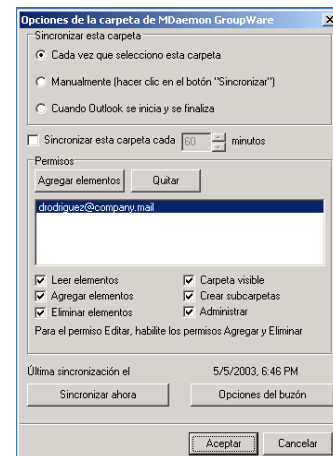 Opciones de la carpeta de MDaemon GroupWare
Sincronizar esta carpeta
Cada vez que selecciono esta carpeta
Manualmente (hacer clic en el botón "Sincronizar")
Cuando Outlook se inicia y se finaliza
Sincronizar esta carpeta cada 60 minutos
Permisos
Agregar elementos Quitar
drodriguez@company.mail
Leer elementos Carpeta visible
Agregar elementos Crear subcarpetas
Eliminar elementos Administrar
Para el permiso Editar, habilite los permisos Agregar y Eliminar
Última sincronización el 5/5/2003, 6:46 PM
Sincronizar ahora Opciones del buzón
Aceptar Cancelar